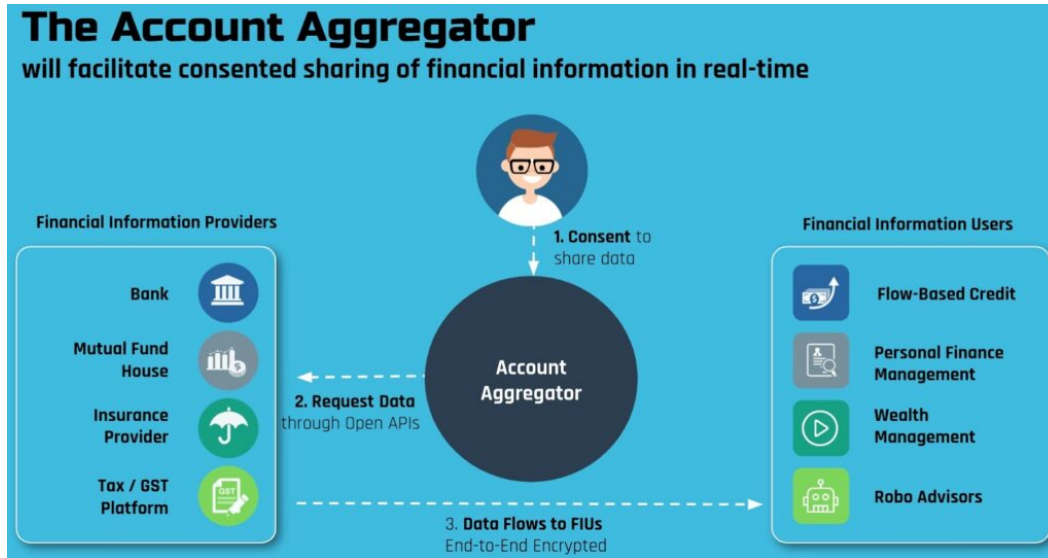 The Account Aggregator
will facilitate consented sharing of financial information in real-time
1. Consent to
share data
Financial Information Providers
Bank
Mutual Fund
House
Insurance
Provider
Tax / GST
Platform
GST
Account
Aggregator
2. Request Data
through Open APIs
3. Data Flows to FIUs
End-to-End Encrypted
Financial Information Users
Flow-Based Credit
Personal Finance
Management
Wealth
Management
Robo Advisors